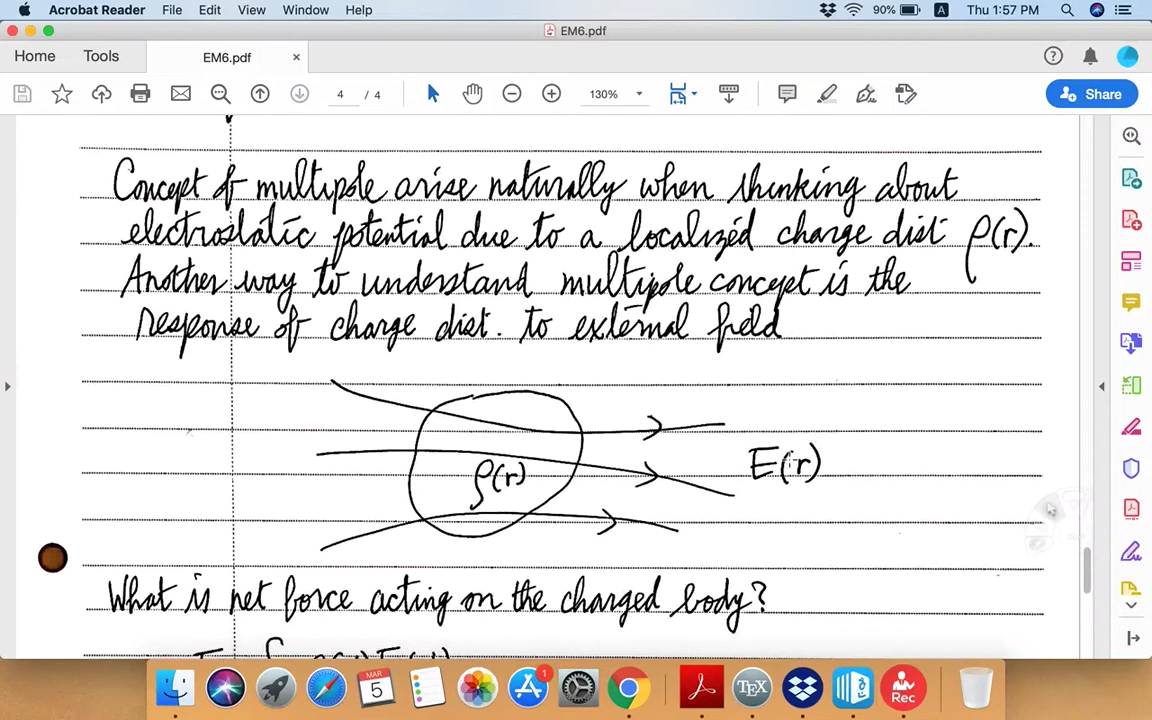 Acrobat Reader File Edit View Window Help 90% A Thu 1:57 PM
EM6.pdf
Home Tools EM6.pdf ×
4 / 4 130% Share
Concept of multipole arise naturally when thinking about
electrostatic potential due to a localized charge dist ρ(r).
Another way to understand multipole concept is the
response of charge dist. to external field
ρ(r)
E(r)
What is net force acting on the charged body?
MAR
5
1
TEX
Rec